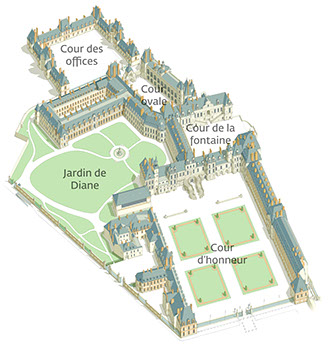 Cour des
offices
Cour
ovale
Cour de la
fontaine
Jardin de
Diane
Cour
d'honneur